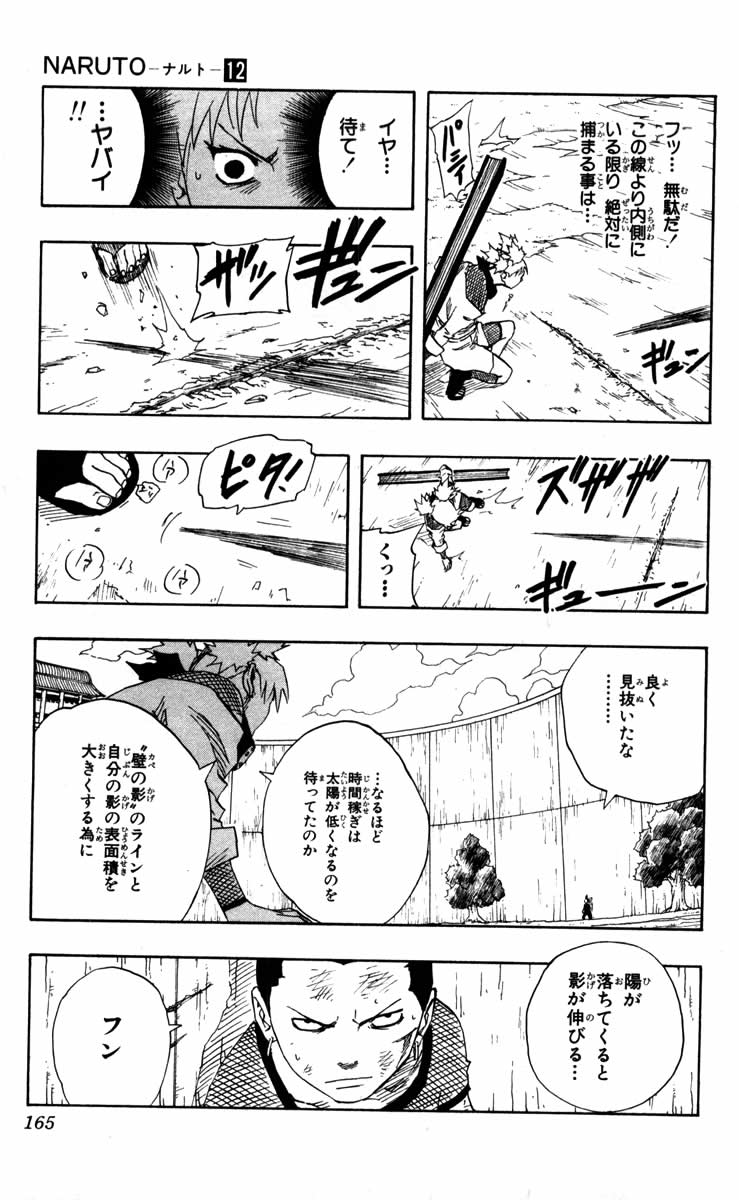 NARUTO―ナルト―12
フッ…無駄だ！
この線より内側に
いる限り 絶対に
捕まる事は…
パシィ
ギュン
イヤ…
待て！
…ヤバイ
!!
ギュン
ザッ
ズザザザ
ギューン
くっ…
ピタ！
良く
見抜いたな
………
…なるほど
時間稼ぎは
太陽が低くなるのを
待ってたのか
〝壁の影〟のラインと
自分の影の表面積を
大きくする為に
陽が
落ちてくると
影が伸びる…
フン
165